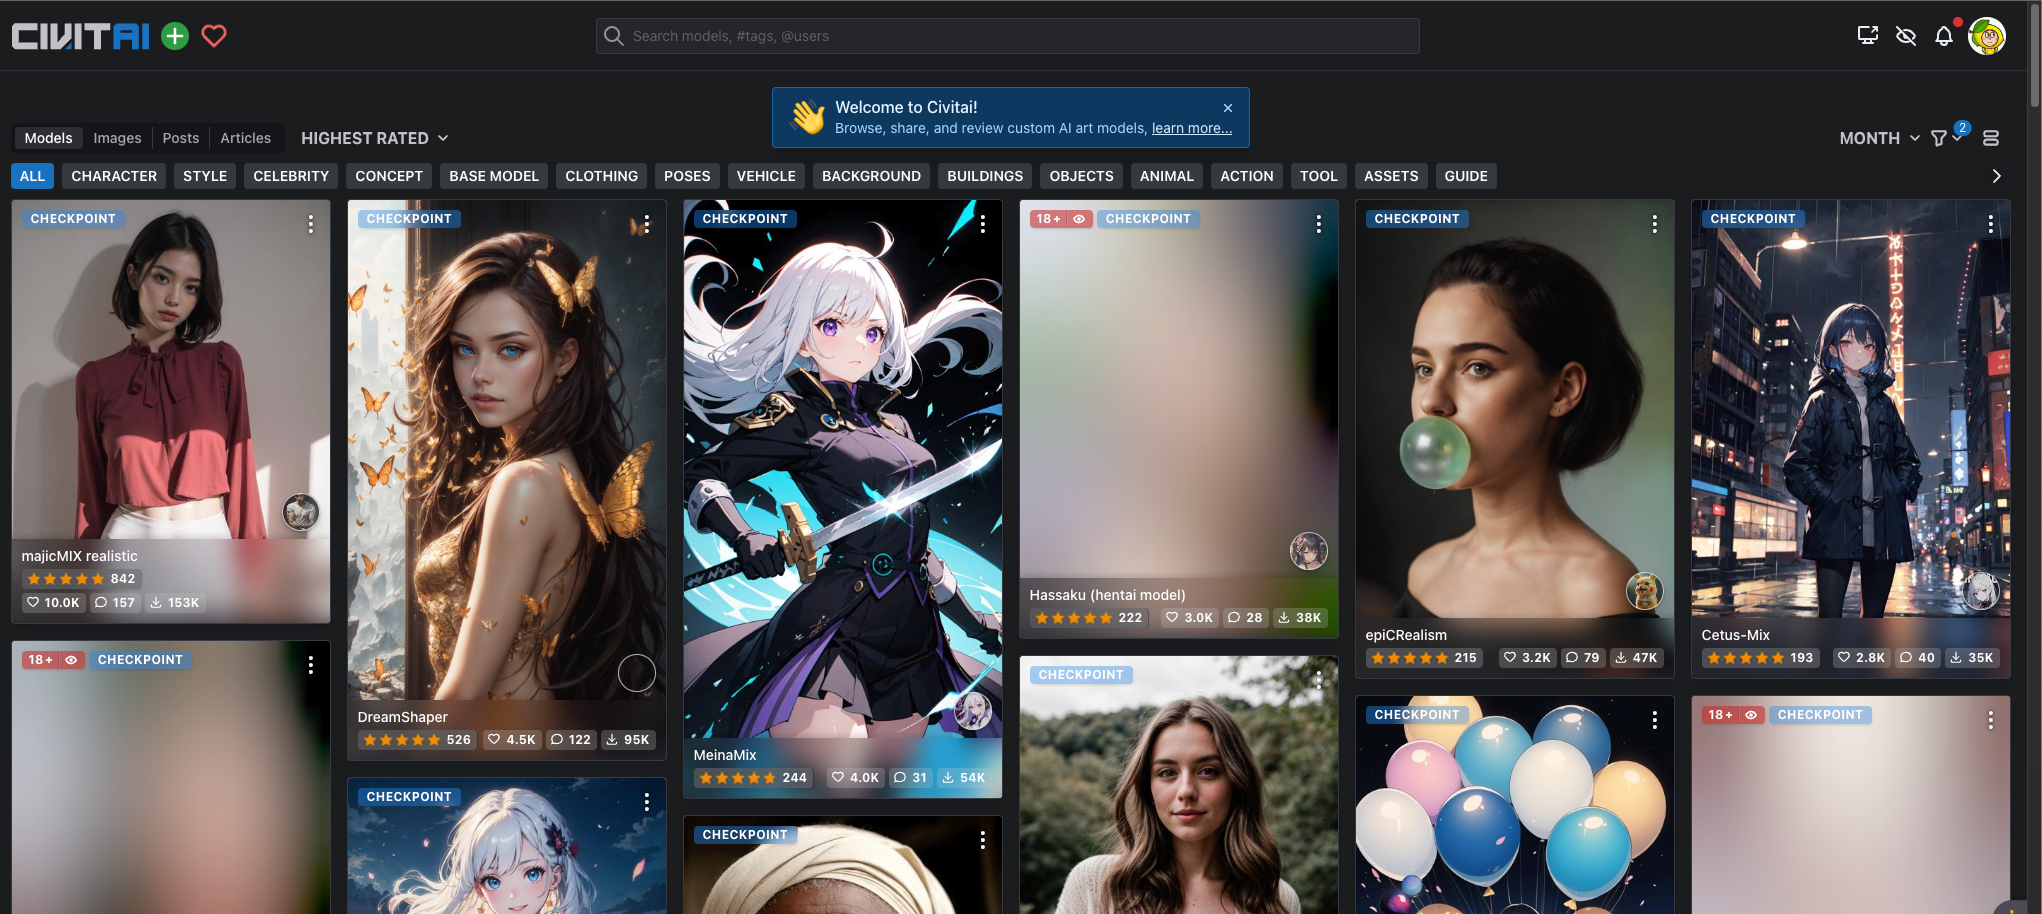 CIVITAI
Search models, #tags, @users
Welcome to Civitai!
Browse, share, and review custom AI art models, learn more...
Models Images Posts Articles HIGHEST RATED
MONTH 2
ALL CHARACTER STYLE CELEBRITY CONCEPT BASE MODEL CLOTHING POSES VEHICLE BACKGROUND BUILDINGS OBJECTS ANIMAL ACTION TOOL ASSETS GUIDE
CHECKPOINT
majicMIX realistic
842
10.0K 157 153K
18+ CHECKPOINT
CHECKPOINT
DreamShaper
526 4.5K 122 95K
CHECKPOINT
CHECKPOINT
MeinaMix
244 4.0K 31 54K
CHECKPOINT
18+ CHECKPOINT
Hassaku (hentai model)
222 3.0K 28 38K
CHECKPOINT
CHECKPOINT
epiCRealism
215 3.2K 79 47K
CHECKPOINT
CHECKPOINT
Cetus-Mix
193 2.8K 40 35K
18+ CHECKPOINT